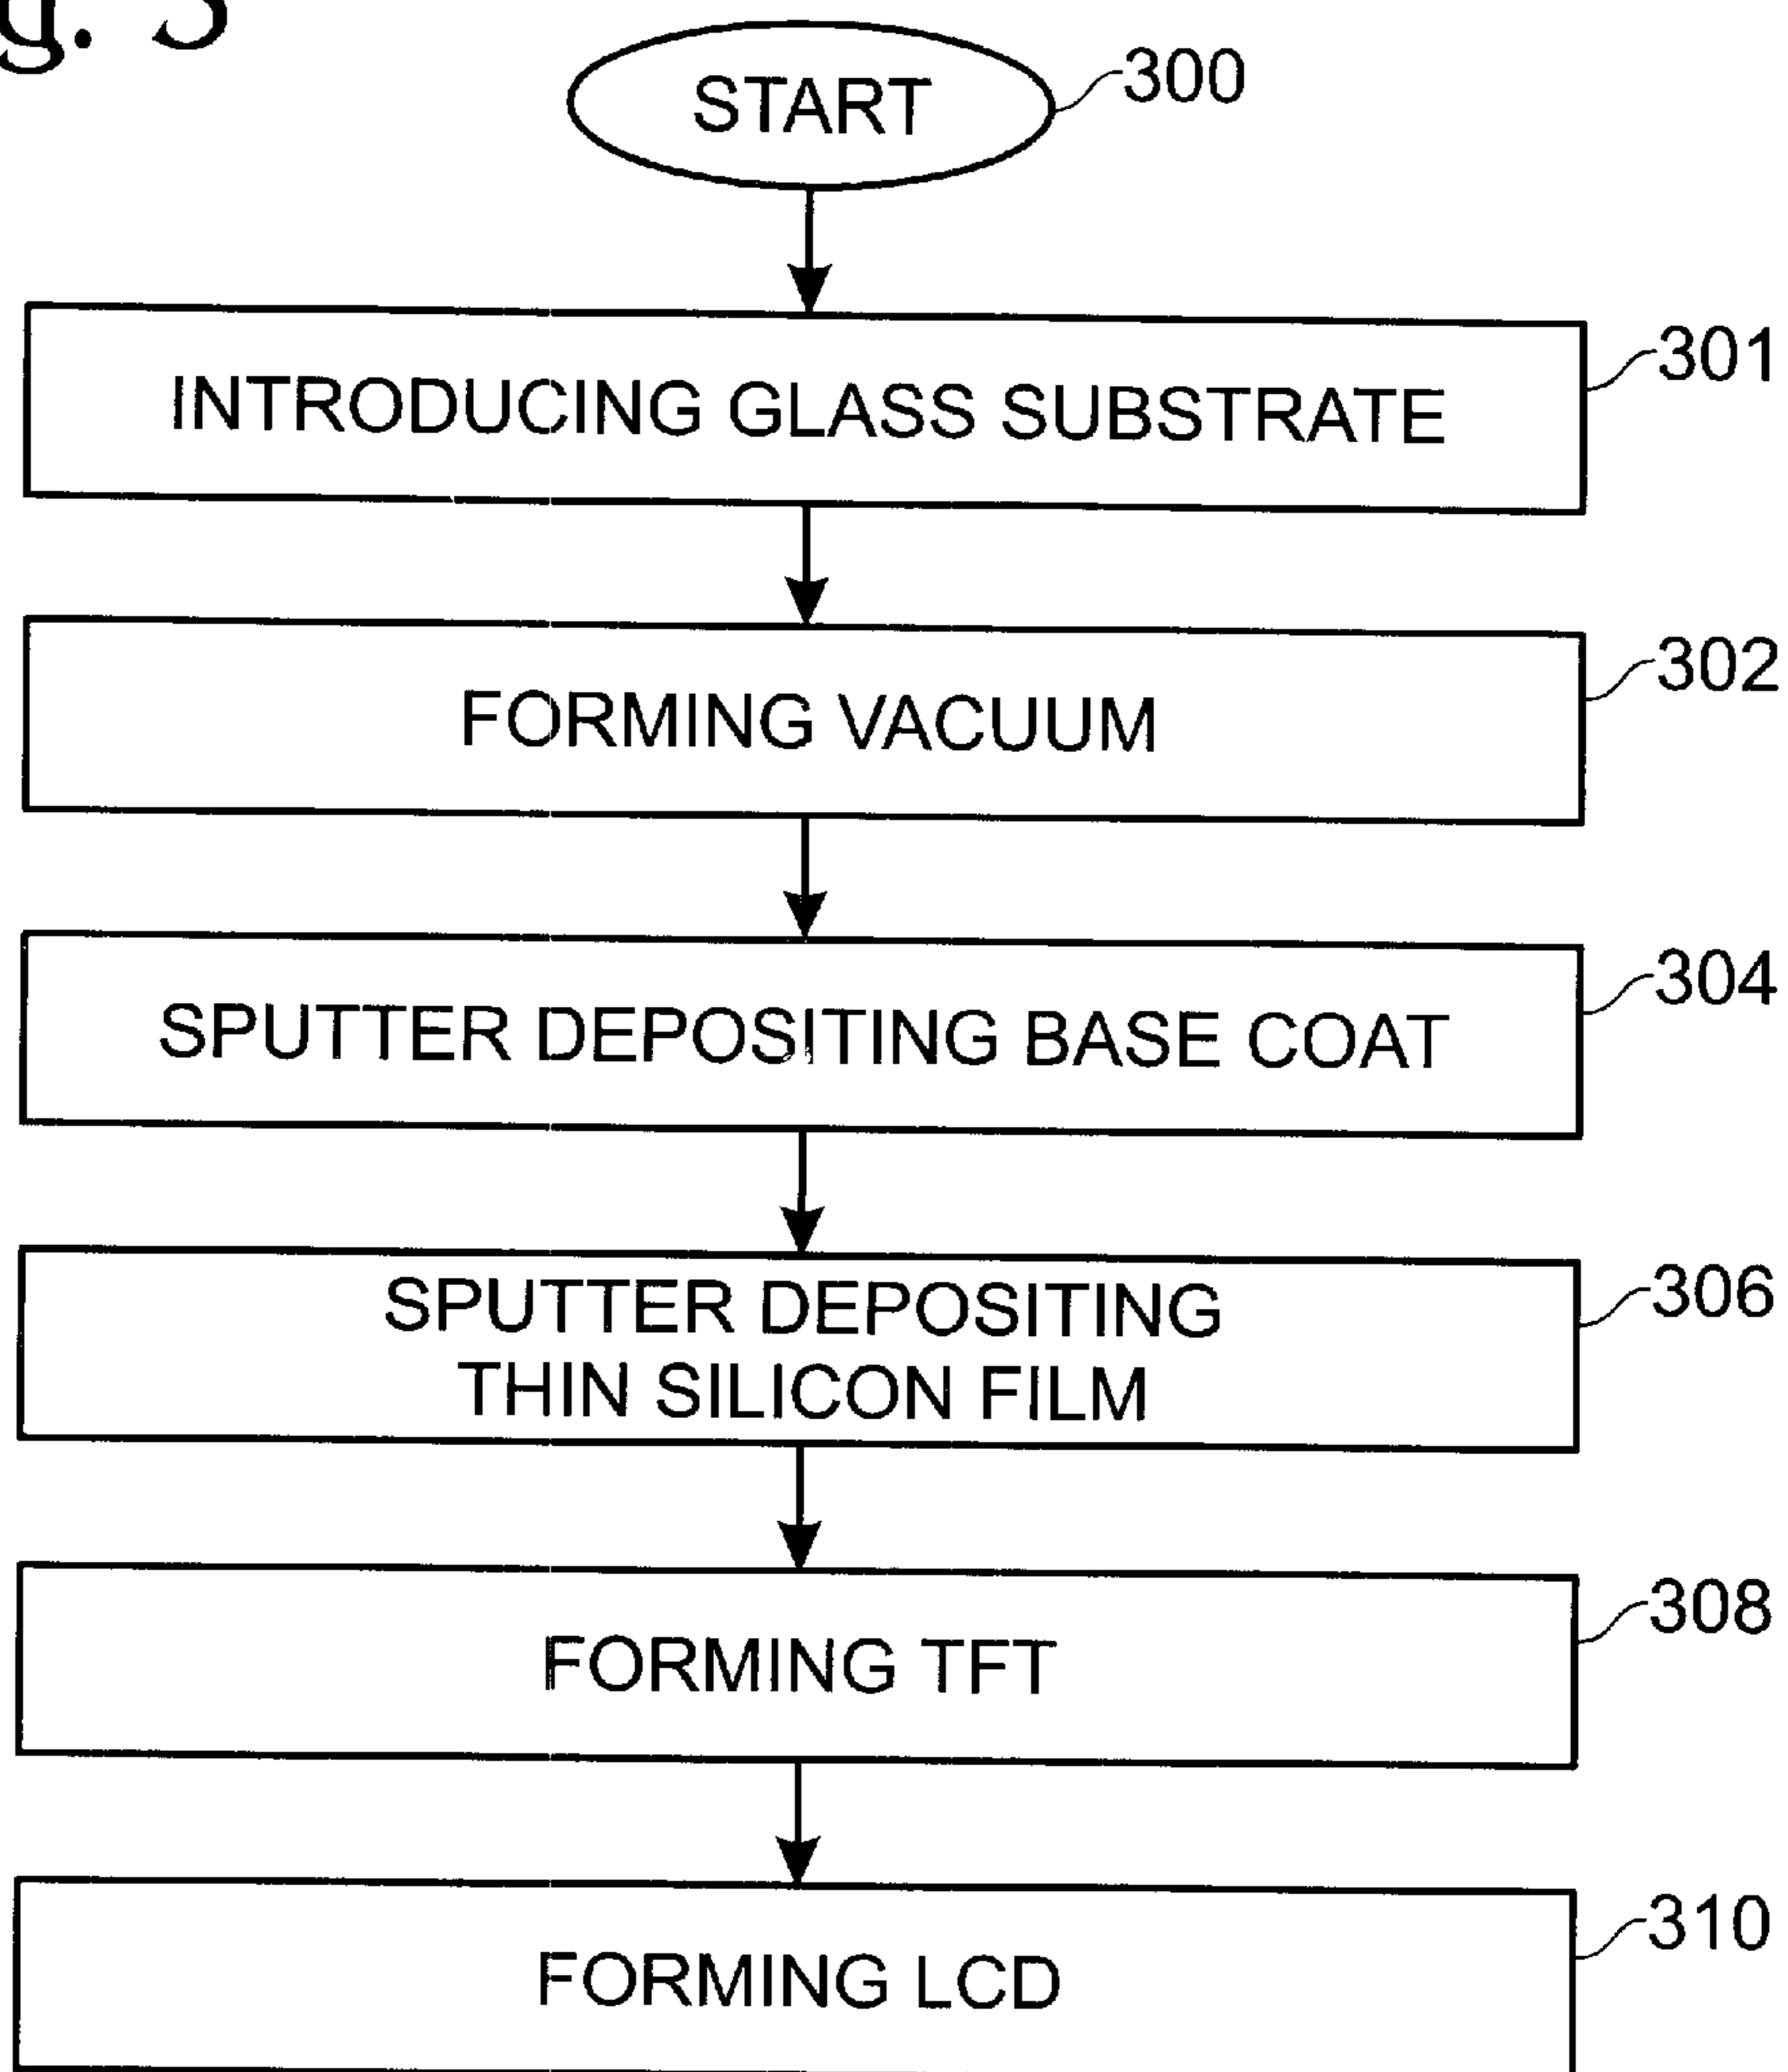 g. 3
START
300
INTRODUCING GLASS SUBSTRATE
301
FORMING VACUUM
302
SPUTTER DEPOSITING BASE COAT
304
SPUTTER DEPOSITING
THIN SILICON FILM
306
FORMING TFT
308
FORMING LCD
310